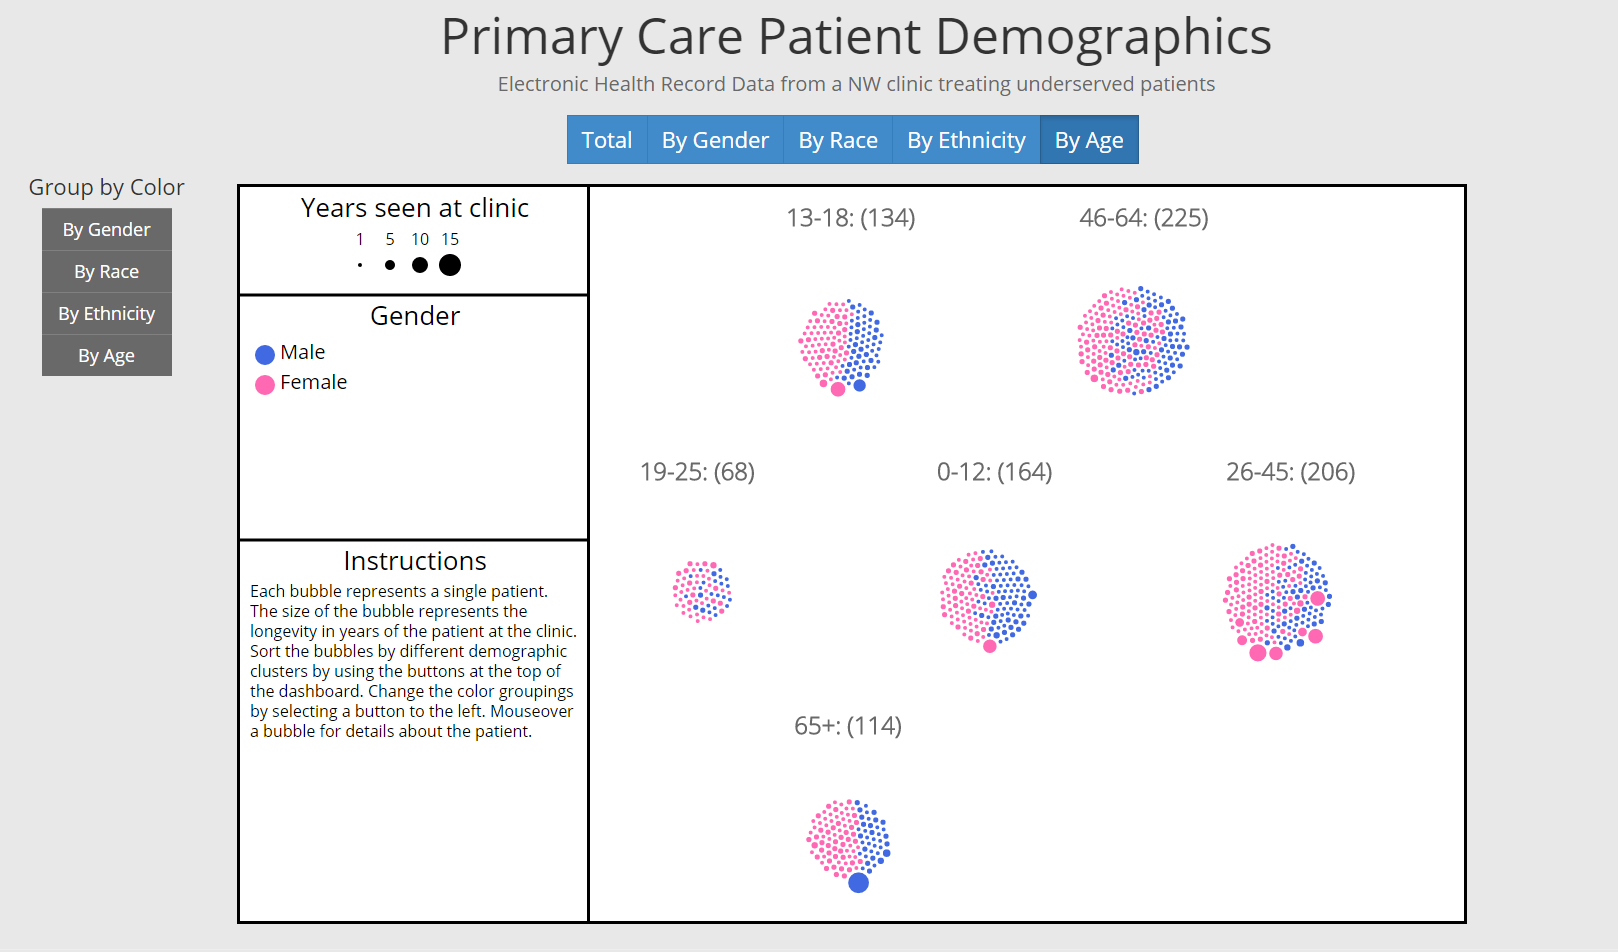 Primary Care Patient Demographics
Electronic Health Record Data from a NW clinic treating underserved patients
Total By Gender By Race By Ethnicity By Age
Group by Color
By Gender
By Race
By Ethnicity
By Age
Years seen at clinic
1 5 10 15
Gender
Male
Female
Instructions
Each bubble represents a single patient.
The size of the bubble represents the
longevity in years of the patient at the clinic.
Sort the bubbles by different demographic
clusters by using the buttons at the top of
the dashboard. Change the color groupings
by selecting a button to the left. Mouseover
a bubble for details about the patient.
13-18: (134) 46-64: (225)
19-25: (68) 0-12: (164) 26-45: (206)
65+: (114)